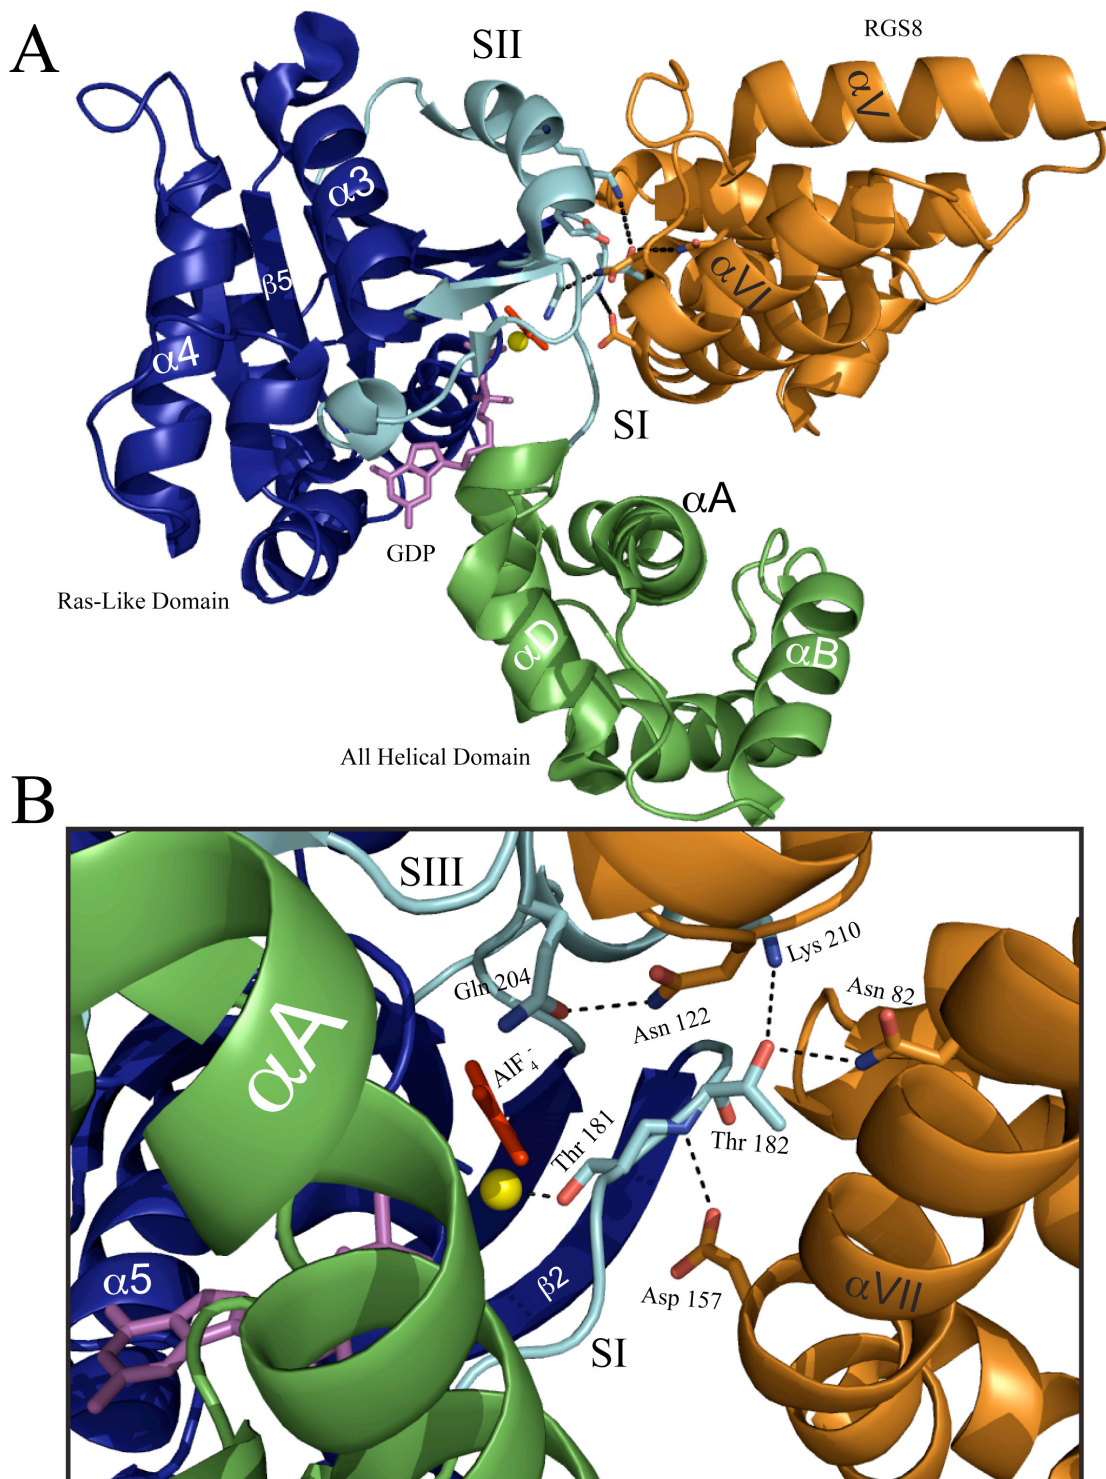 A
SII
RGS8
αV
α3
β5
αVI
α4
SI
αA
GDP
Ras-Like Domain
αD
αB
All Helical Domain
B
SIII
Lys 210
Gln 204
Asn 82
Asn 122
αA
AlF4-
Thr 181
Thr 182
α5
β2
Asp 157
αVII
SI